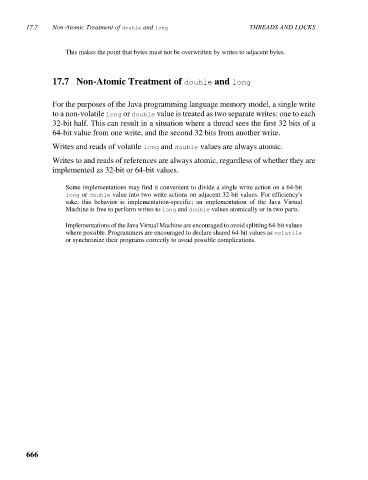 17.7 Non-Atomic Treatment of double and long THREADS AND LOCKS
This makes the point that bytes must not be overwritten by writes to adjacent bytes.
17.7 Non-Atomic Treatment of double and long
For the purposes of the Java programming language memory model, a single write
to a non-volatile long or double value is treated as two separate writes: one to each
32-bit half. This can result in a situation where a thread sees the first 32 bits of a
64-bit value from one write, and the second 32 bits from another write.
Writes and reads of volatile long and double values are always atomic.
Writes to and reads of references are always atomic, regardless of whether they are
implemented as 32-bit or 64-bit values.
Some implementations may find it convenient to divide a single write action on a 64-bit
long or double value into two write actions on adjacent 32-bit values. For efficiency's
sake, this behavior is implementation-specific; an implementation of the Java Virtual
Machine is free to perform writes to long and double values atomically or in two parts.
Implementations of the Java Virtual Machine are encouraged to avoid splitting 64-bit values
where possible. Programmers are encouraged to declare shared 64-bit values as volatile
or synchronize their programs correctly to avoid possible complications.
666